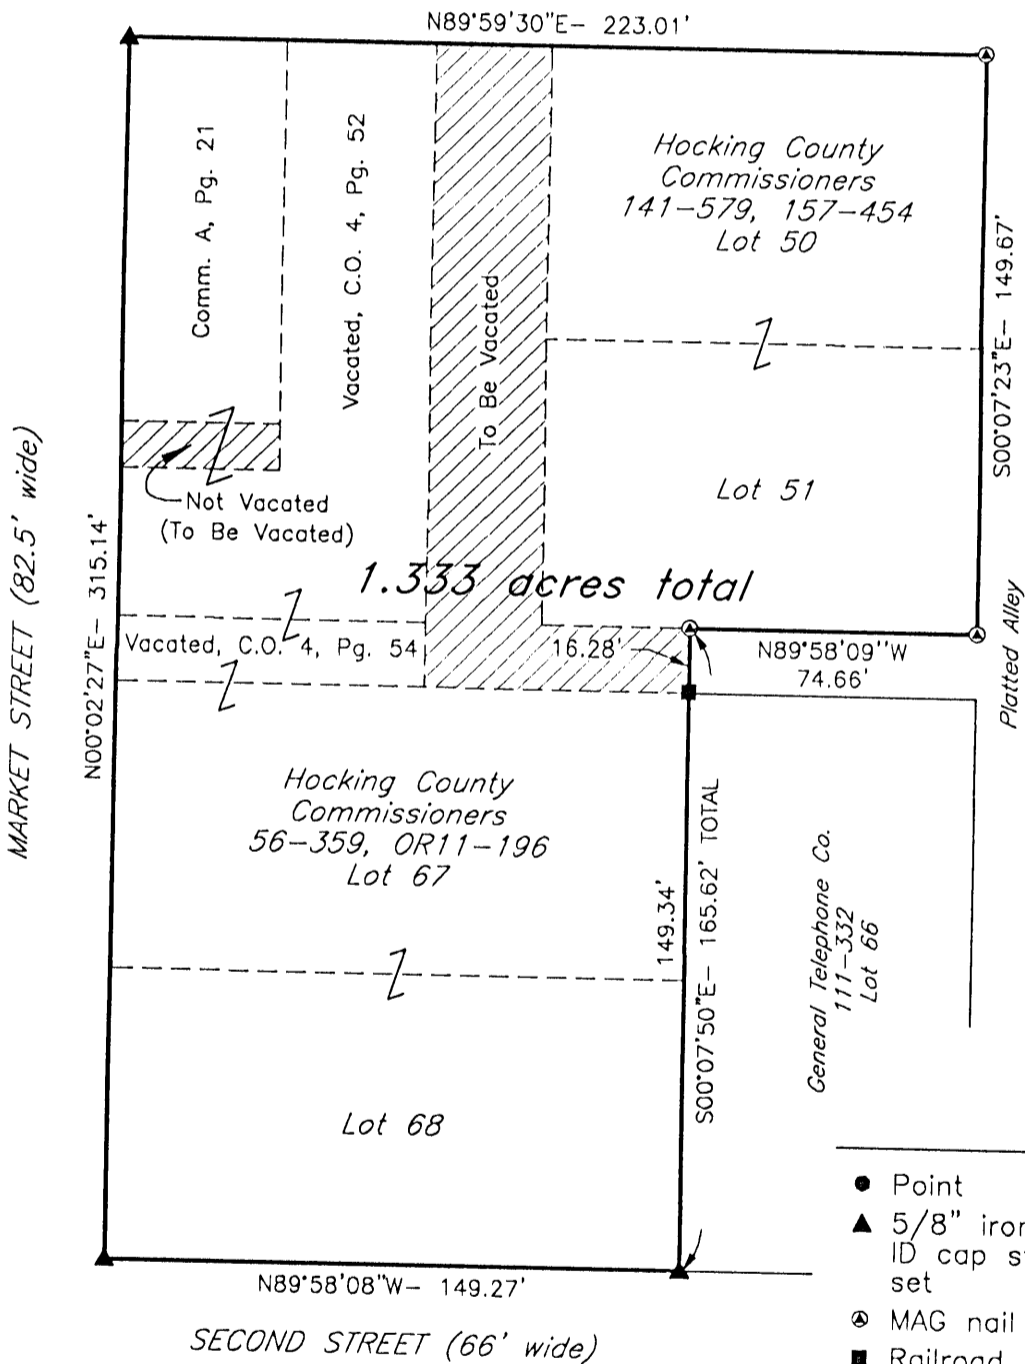 N89°59'30"E- 223.01'
Comm. A, Pg. 21
Vacated, C.O. 4, Pg. 52
To Be Vacated
Hocking County
Commissioners
141-579, 157-454
Lot 50
S00°07'23"E- 149.67'
Lot 51
Not Vacated
(To Be Vacated)
MARKET STREET (82.5' wide)
N00°02'27"E- 315.14'
1.333 acres total
Vacated, C.O. 4, Pg. 54
16.28'
N89°58'09"W
74.66'
Platted Alley
Hocking County
Commissioners
56-359, OR11-196
Lot 67
149.34'
S00°07'50"E- 165.62' TOTAL
General Telephone Co.
111-332
Lot 66
Lot 68
N89°58'08"W- 149.27'
SECOND STREET (66' wide)
Point
5/8" iron
ID cap
set
MAG nail
Railroad